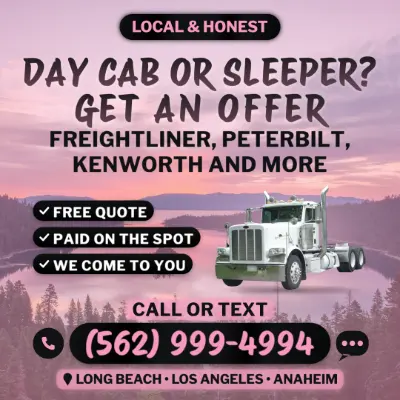 LOCAL & HONEST
DAY CAB OR SLEEPER?
GET AN OFFER
FREIGHTLINER, PETERBILT,
KENWORTH AND MORE
✓ FREE QUOTE
✓ PAID ON THE SPOT
✓ WE COME TO YOU
CALL OR TEXT
(562) 999-4994
LONG BEACH • LOS ANGELES • ANAHEIM